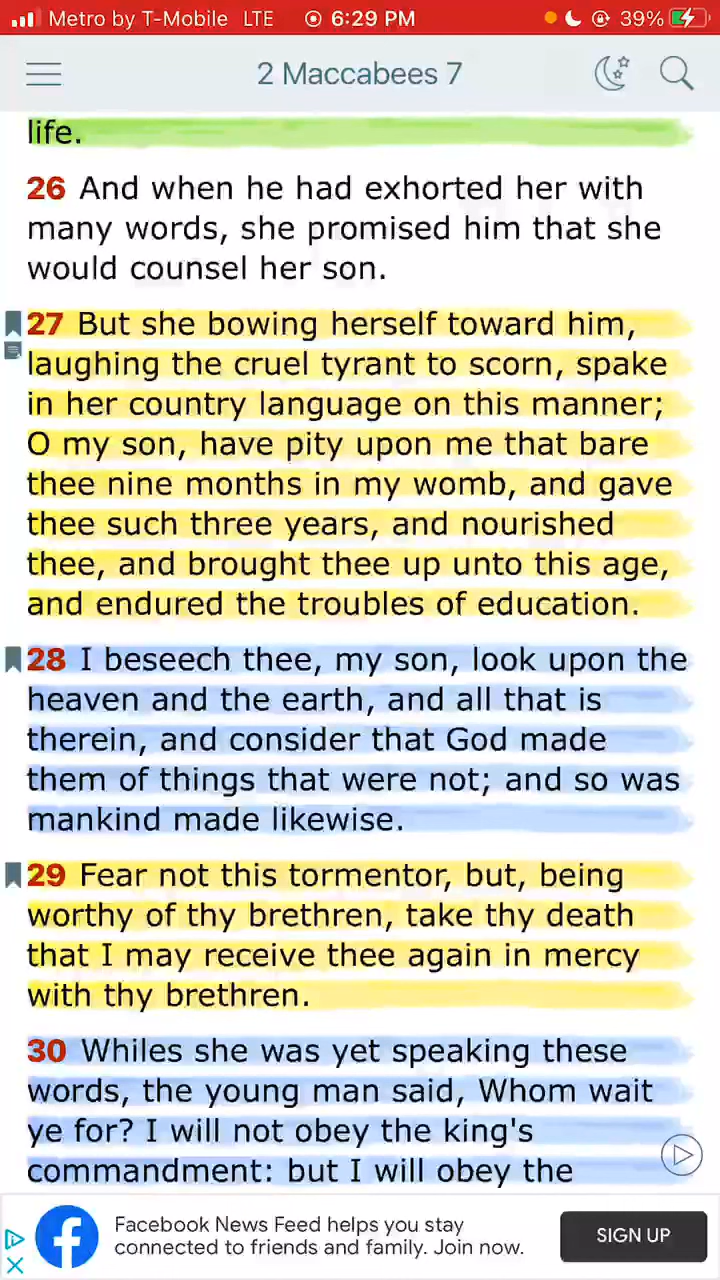 Metro by T-Mobile LTE 6:29 PM 39%
2 Maccabees 7
life.
26 And when he had exhorted her with
many words, she promised him that she
would counsel her son.
27 But she bowing herself toward him,
laughing the cruel tyrant to scorn, spake
in her country language on this manner;
O my son, have pity upon me that bare
thee nine months in my womb, and gave
thee such three years, and nourished
thee, and brought thee up unto this age,
and endured the troubles of education.
28 I beseech thee, my son, look upon the
heaven and the earth, and all that is
therein, and consider that God made
them of things that were not; and so was
mankind made likewise.
29 Fear not this tormentor, but, being
worthy of thy brethren, take thy death
that I may receive thee again in mercy
with thy brethren.
30 Whiles she was yet speaking these
words, the young man said, Whom wait
ye for? I will not obey the king's
commandment: but I will obey the
Facebook News Feed helps you stay
connected to friends and family. Join now.
SIGN UP